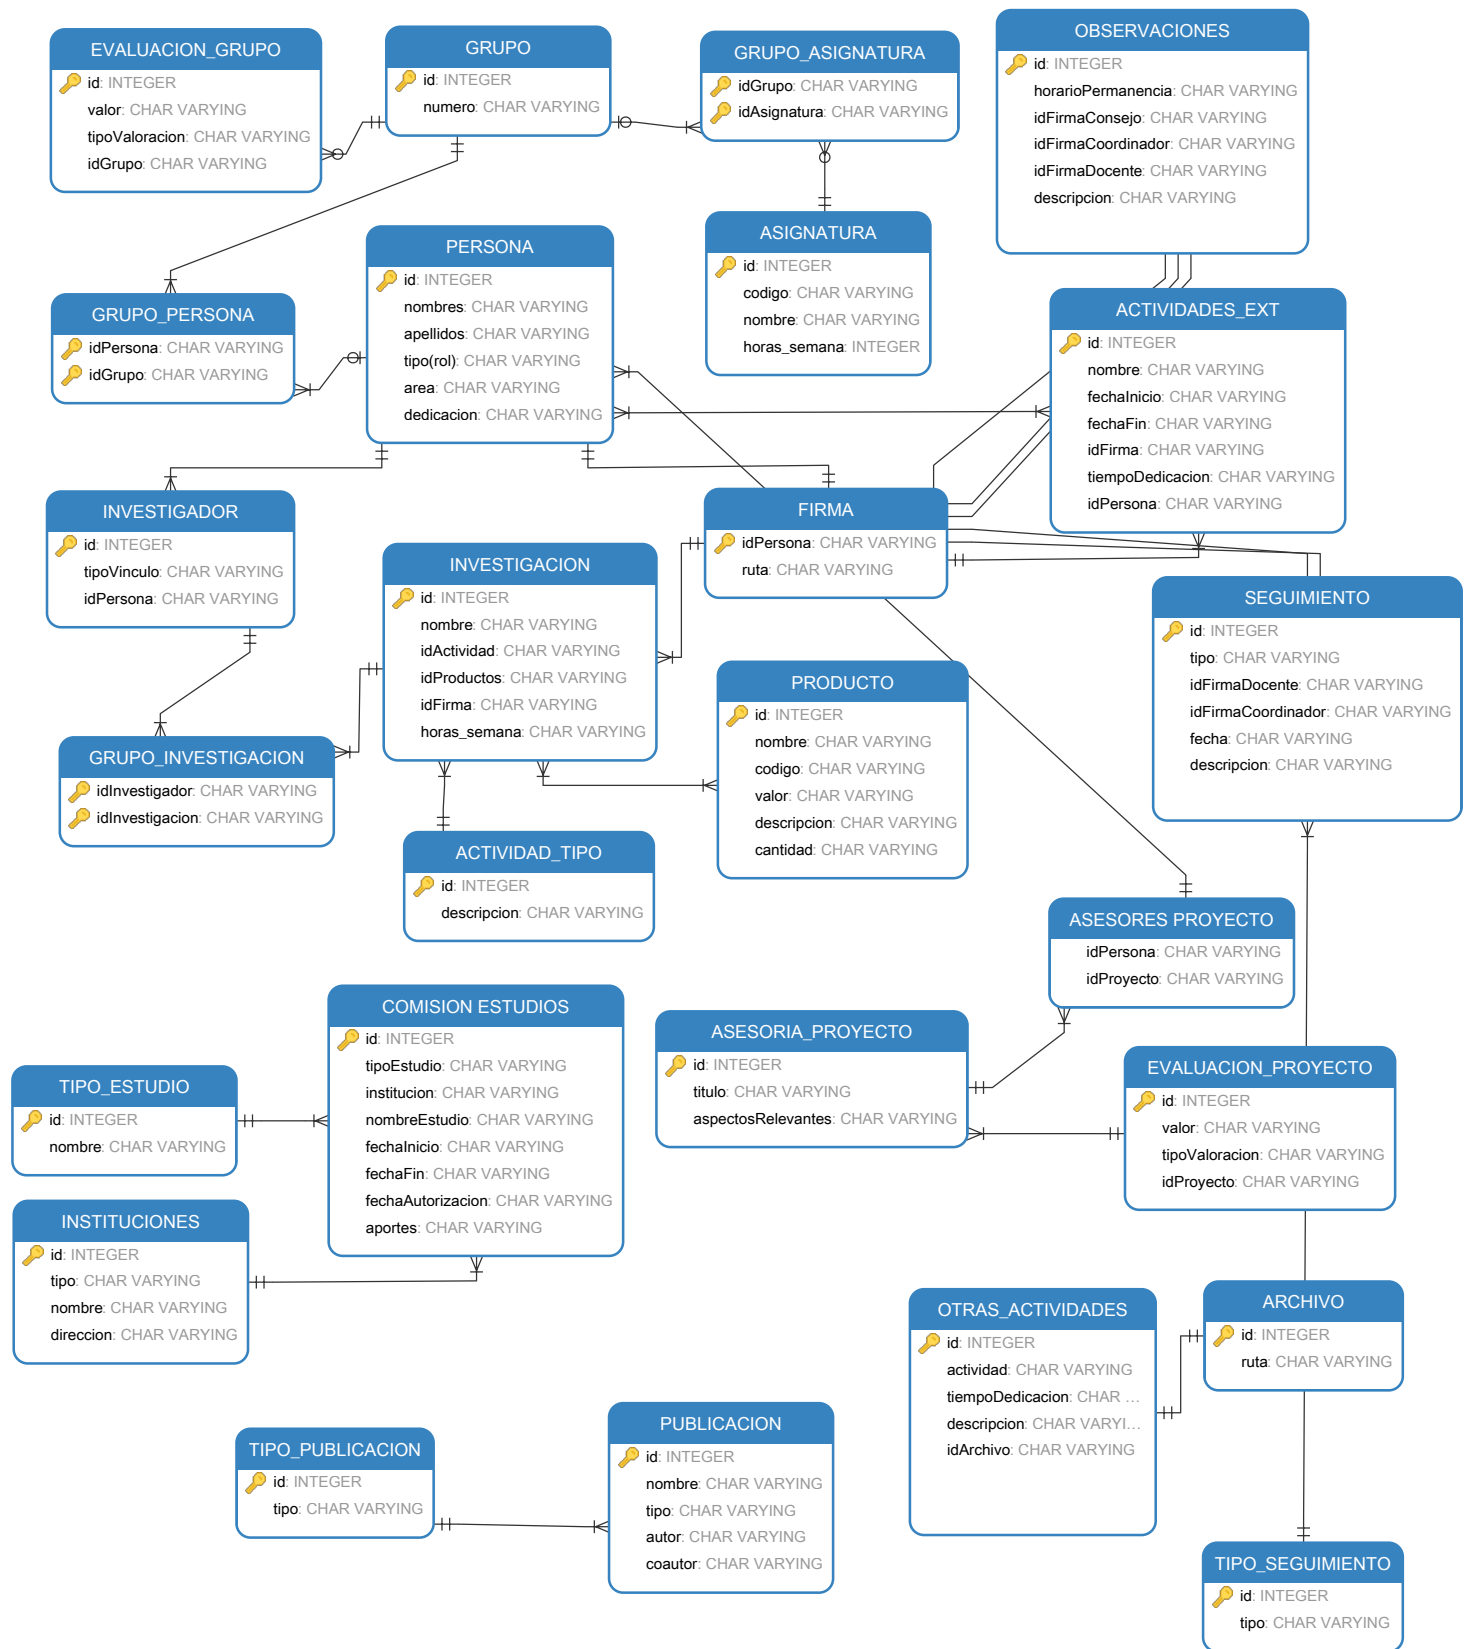 EVALUACION_GRUPO
id: INTEGER
valor: CHAR VARYING
tipoValoracion: CHAR VARYING
idGrupo: CHAR VARYING
GRUPO
id: INTEGER
numero: CHAR VARYING
GRUPO_ASIGNATURA
idGrupo: CHAR VARYING
idAsignatura: CHAR VARYING
OBSERVACIONES
id: INTEGER
horarioPermanencia: CHAR VARYING
idFirmaConsejo: CHAR VARYING
idFirmaCoordinador: CHAR VARYING
idFirmaDocente: CHAR VARYING
descripcion: CHAR VARYING
GRUPO_PERSONA
idPersona: CHAR VARYING
idGrupo: CHAR VARYING
PERSONA
id: INTEGER
nombres: CHAR VARYING
apellidos: CHAR VARYING
tipo(rol): CHAR VARYING
area: CHAR VARYING
dedicacion: CHAR VARYING
ASIGNATURA
id: INTEGER
codigo: CHAR VARYING
nombre: CHAR VARYING
horas_semana: INTEGER
ACTIVIDADES_EXT
id: INTEGER
nombre: CHAR VARYING
fechaInicio: CHAR VARYING
fechaFin: CHAR VARYING
idFirma: CHAR VARYING
tiempoDedicacion: CHAR VARYING
idPersona: CHAR VARYING
INVESTIGADOR
id: INTEGER
tipoVinculo: CHAR VARYING
idPersona: CHAR VARYING
INVESTIGACION
id: INTEGER
nombre: CHAR VARYING
idActividad: CHAR VARYING
idProductos: CHAR VARYING
idFirma: CHAR VARYING
horas_semana: CHAR VARYING
FIRMA
idPersona: CHAR VARYING
ruta: CHAR VARYING
SEGUIMIENTO
id: INTEGER
tipo: CHAR VARYING
idFirmaDocente: CHAR VARYING
idFirmaCoordinador: CHAR VARYING
fecha: CHAR VARYING
descripcion: CHAR VARYING
GRUPO_INVESTIGACION
idInvestigador: CHAR VARYING
idInvestigacion: CHAR VARYING
PRODUCTO
id: INTEGER
nombre: CHAR VARYING
codigo: CHAR VARYING
valor: CHAR VARYING
descripcion: CHAR VARYING
cantidad: CHAR VARYING
ACTIVIDAD_TIPO
id: INTEGER
descripcion: CHAR VARYING
ASESORES PROYECTO
idPersona: CHAR VARYING
idProyecto: CHAR VARYING
COMISION ESTUDIOS
id: INTEGER
tipoEstudio: CHAR VARYING
institucion: CHAR VARYING
nombreEstudio: CHAR VARYING
fechaInicio: CHAR VARYING
fechaFin: CHAR VARYING
fechaAutorizacion: CHAR VARYING
aportes: CHAR VARYING
ASESORIA_PROYECTO
id: INTEGER
titulo: CHAR VARYING
aspectosRelevantes: CHAR VARYING
EVALUACION_PROYECTO
id: INTEGER
valor: CHAR VARYING
tipoValoracion: CHAR VARYING
idProyecto: CHAR VARYING
TIPO_ESTUDIO
id: INTEGER
nombre: CHAR VARYING
INSTITUCIONES
id: INTEGER
tipo: CHAR VARYING
nombre: CHAR VARYING
direccion: CHAR VARYING
OTRAS_ACTIVIDADES
id: INTEGER
actividad: CHAR VARYING
tiempoDedicacion: CHAR ...
descripcion: CHAR VARYI...
idArchivo: CHAR VARYING
ARCHIVO
id: INTEGER
ruta: CHAR VARYING
TIPO_PUBLICACION
id: INTEGER
tipo: CHAR VARYING
PUBLICACION
id: INTEGER
nombre: CHAR VARYING
tipo: CHAR VARYING
autor: CHAR VARYING
coautor: CHAR VARYING
TIPO_SEGUIMIENTO
id: INTEGER
tipo: CHAR VARYING